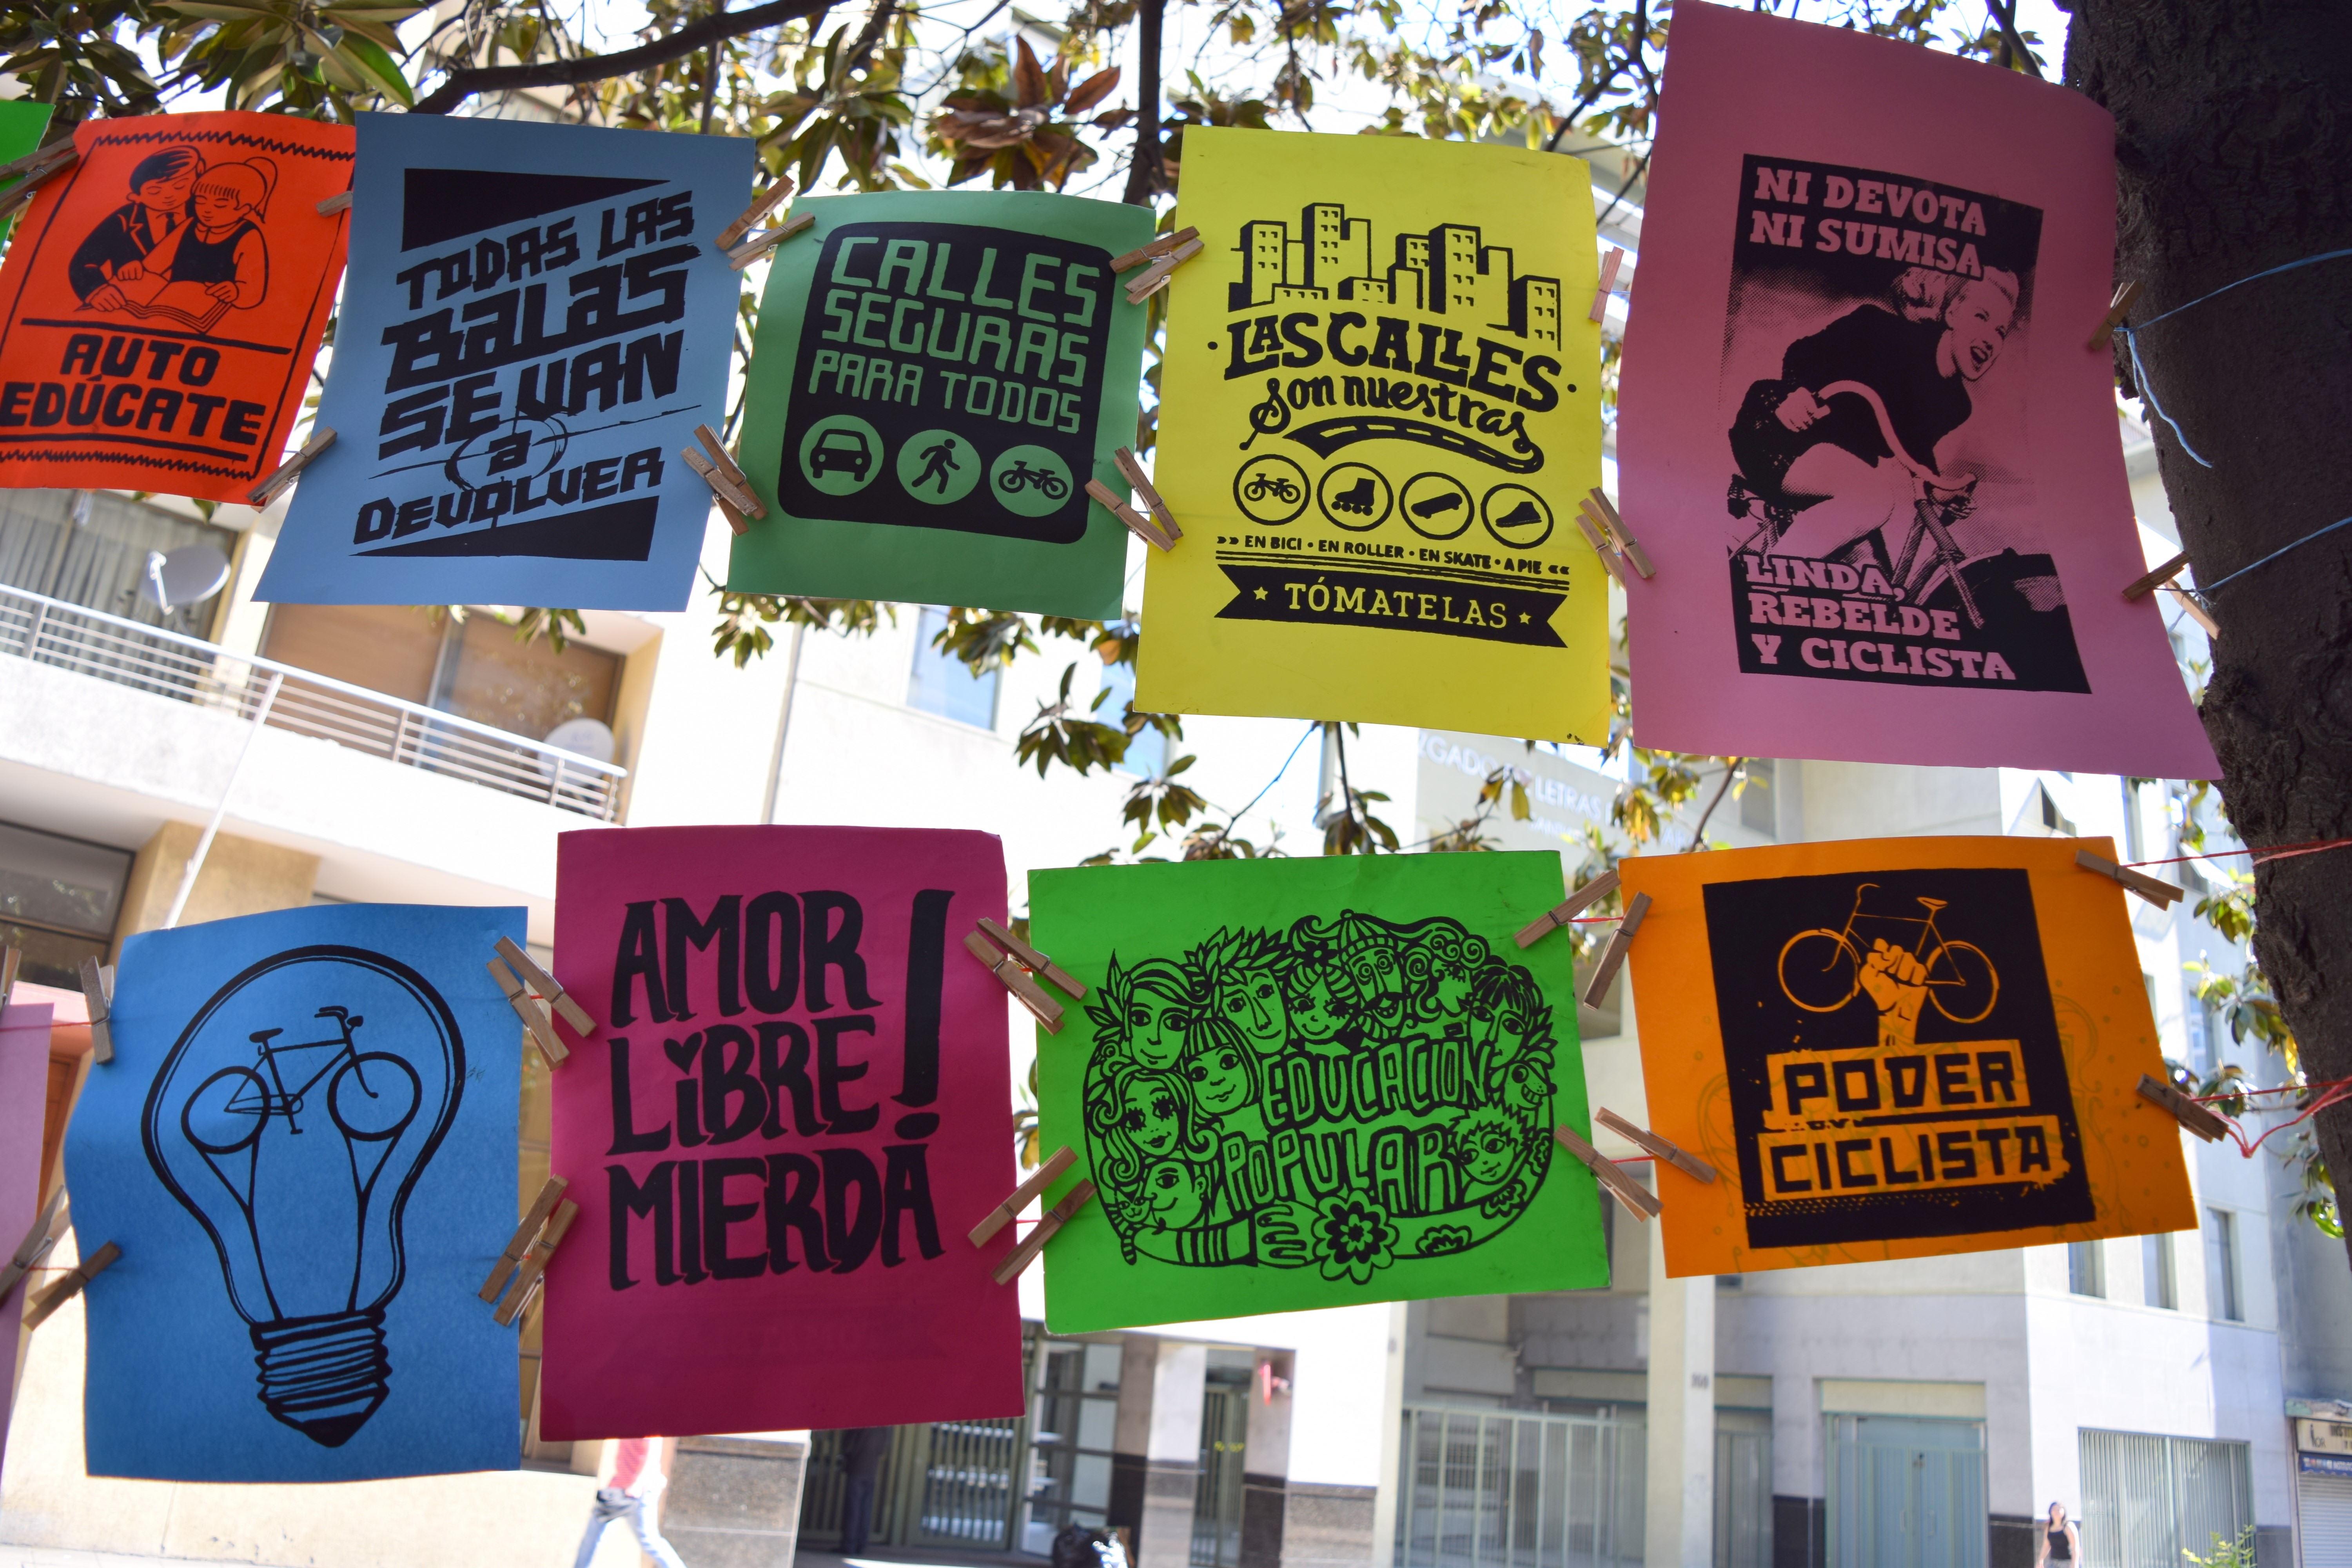 AUTO
EDÚCATE
TODAS LAS
BALAS
SE VAN
a
DEVOLVER
CALLES
SEGURAS
PARA TODOS
LAS CALLES
son nuestras
»» EN BICI • EN ROLLER • EN SKATE • A PIE ««
TÓMATELAS
NI DEVOTA
NI SUMISA
LINDA,
REBELDE
Y CICLISTA
LETRAS
AMOR
LiBRE
MIERDA!
EDUCACIÓN
POPULAR
PODER
CICLISTA